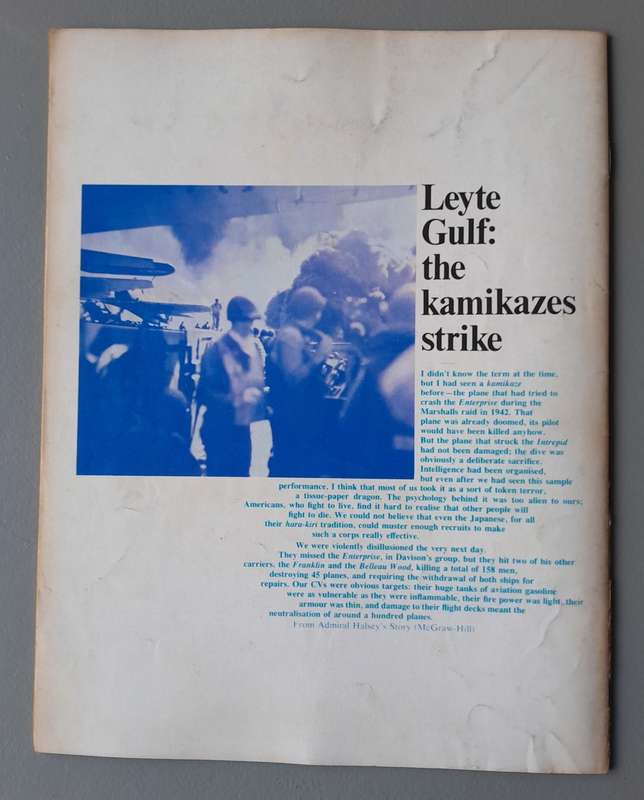 Leyte
Gulf:
the
kamikazes
strike
I didn't know the term at the time,
but I had seen a kamikaze
before—the plane that had tried to
crash the Enterprise during the
Marshalls raid in 1942. That
plane was already doomed, its pilot
would have been killed anyhow.
But the plane that struck the Intrepid
had not been damaged; the dive was
obviously a deliberate sacrifice.
Intelligence had been organised,
but even after we had seen this sample
performance, I think that most of us took it as a sort of token terror,
a tissue-paper dragon. The psychology behind it was too alien to ours;
Americans, who fight to live, find it hard to realise that other people will
fight to die. We could not believe that even the Japanese, for all
their hara-kiri tradition, could muster enough recruits to make
such a corps really effective.
We were violently disillusioned the very next day.
They missed the Enterprise, in Davison's group, but they hit two of his other
carriers, the Franklin and the Belleau Wood, killing a total of 158 men,
destroying 45 planes, and requiring the withdrawal of both ships for
repairs. Our CVs were obvious targets: their huge tanks of aviation gasoline
were as vulnerable as they were inflammable, their fire power was light, their
armour was thin, and damage to their flight decks meant the
neutralisation of around a hundred planes.
From Admiral Halsey's Story (McGraw-Hill)